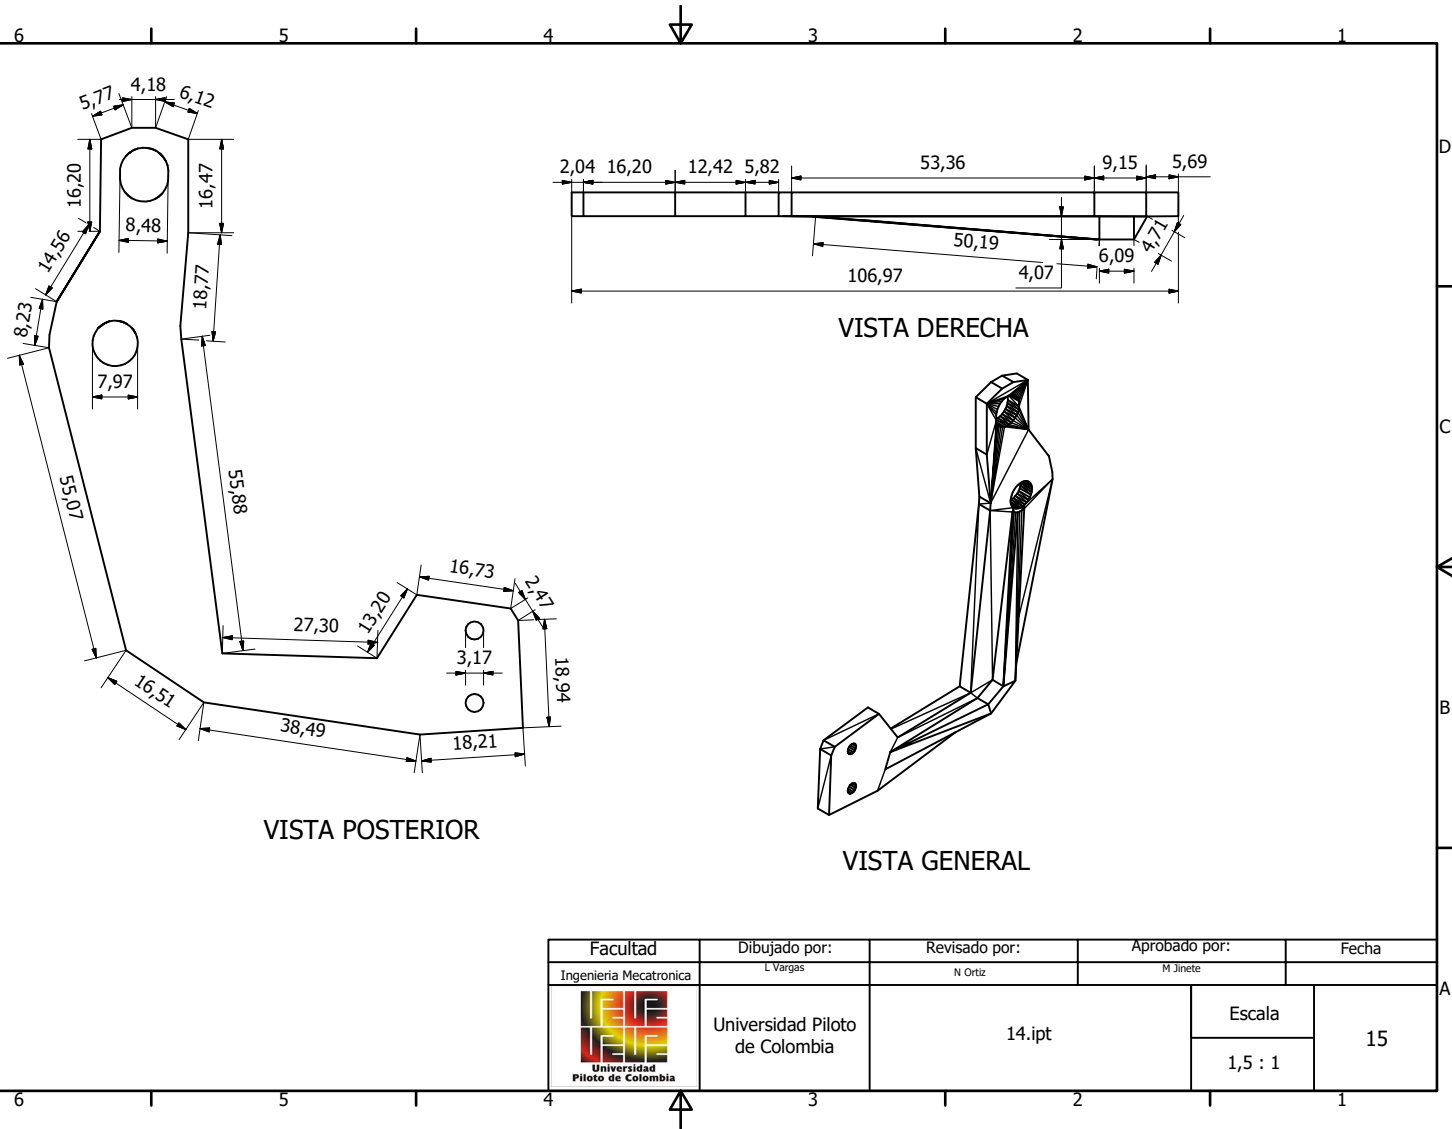 6 5 4 3 2 1
5,77 4,18 6,12
16,20
16,47
8,48
14,56
18,77
8,23
7,97
55,07
55,88
16,73
2,47
13,20
27,30
3,17
18,94
16,51
38,49
18,21
VISTA POSTERIOR
2,04 16,20 12,42 5,82 53,36 9,15 5,69
50,19
4,71
6,09
4,07
106,97
VISTA DERECHA
VISTA GENERAL
D
C
B
A
Facultad Dibujado por: Revisado por: Aprobado por: Fecha
Ingenieria Mecatronica L Vargas N Ortiz M Jinete
Universidad
Piloto de Colombia
Universidad Piloto
de Colombia
14.ipt
Escala
1,5 : 1
15
6 5 4 3 2 1